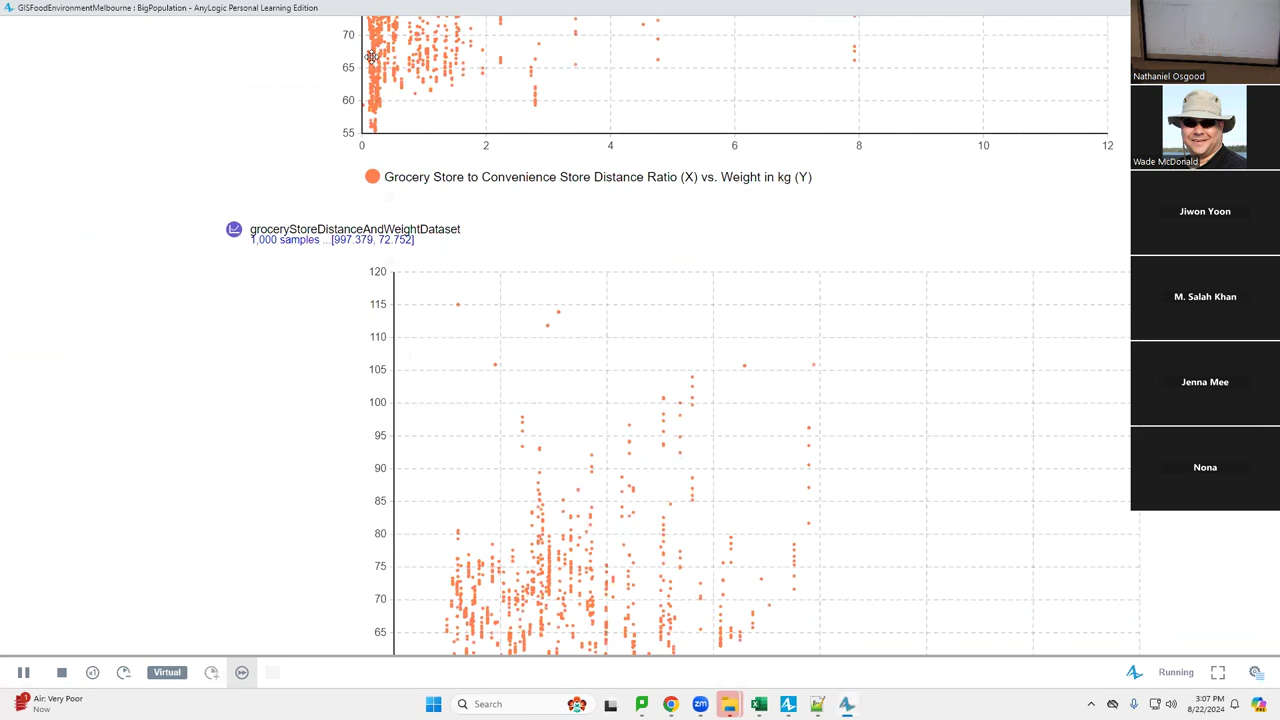 GISFoodEnvironmentMelbourne : BigPopulation - AnyLogic Personal Learning Edition
70
65
60
55
0 2 4 6 8 10 12
Grocery Store to Convenience Store Distance Ratio (X) vs. Weight in kg (Y)
groceryStoreDistanceAndWeightDataset
1,000 samples ...[997.379, 72.752]
120
115
110
105
100
95
90
85
80
75
70
65
Nathaniel Osgood
Wade McDonald
Jiwon Yoon
M. Salah Khan
Jenna Mee
Nona
x1 Virtual Running
Air: Very Poor
Now
Search
zm
3:07 PM
8/22/2024